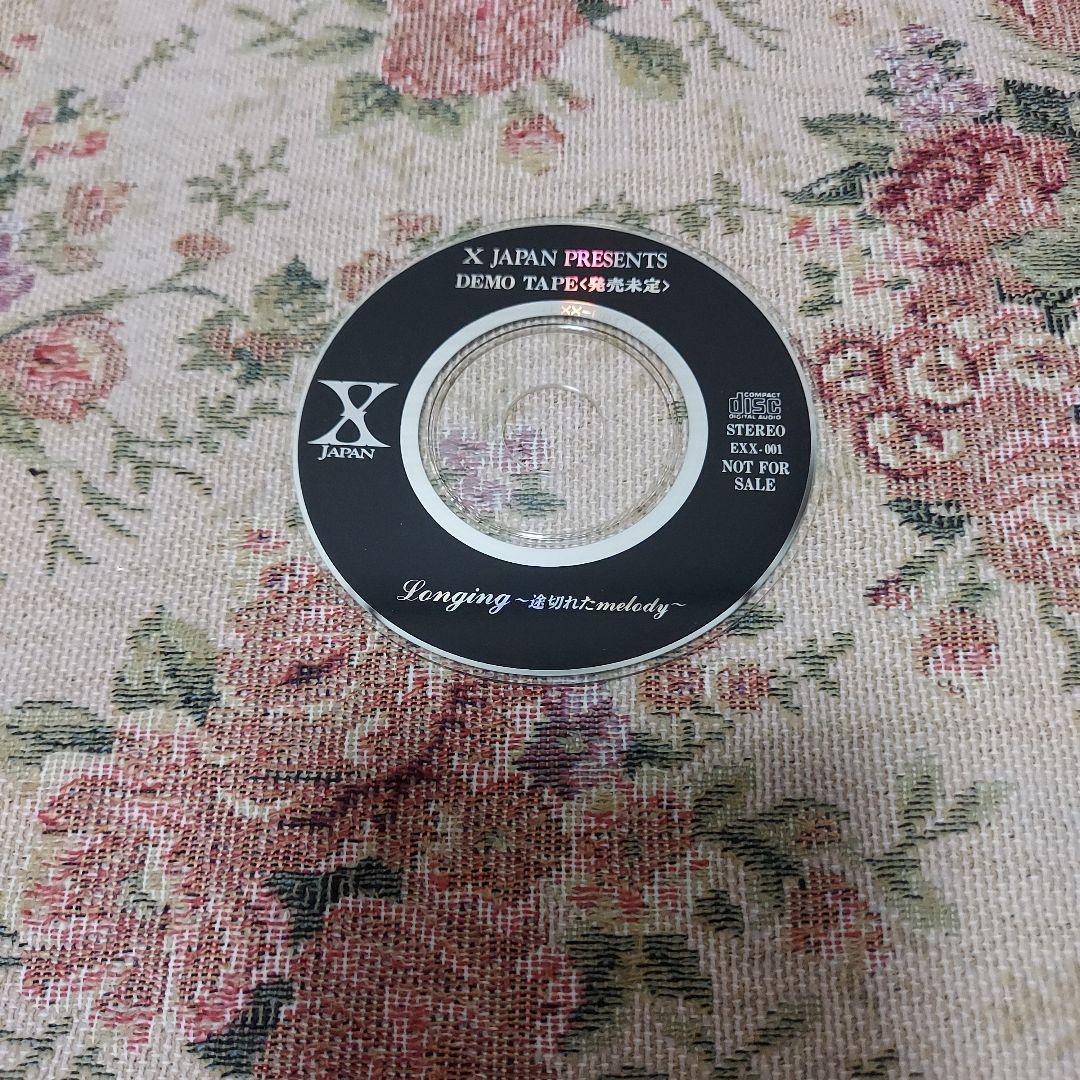 X JAPAN PRESENTS
DEMO TAPE<発売未定>
X
JAPAN
COMPACT
disc
DIGITAL AUDIO
STEREO
EXX-001
NOT FOR
SALE
Longing ~途切れたmelody~